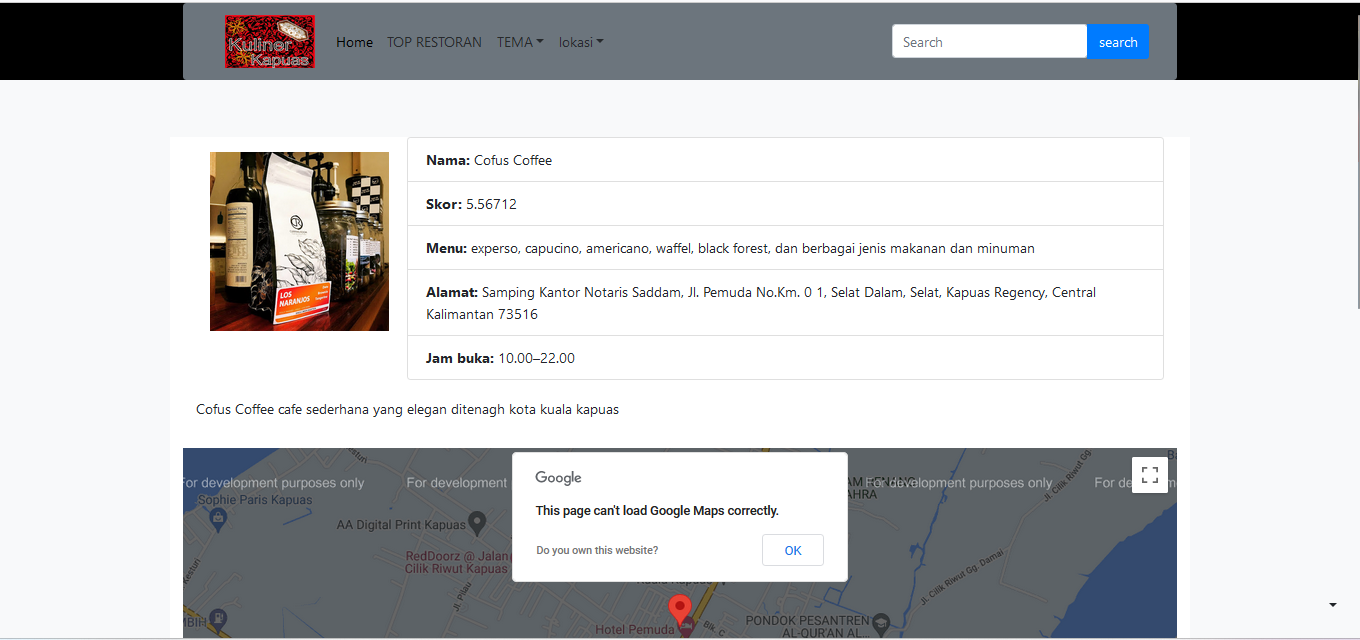 Kuliner
Kapuas
Home TOP RESTORAN TEMA lokasi
Search
search
LOS
NARANJOS
Nama: Cofus Coffee
Skor: 5.56712
Menu: experso, capucino, americano, waffel, black forest, dan berbagai jenis makanan dan minuman
Alamat: Samping Kantor Notaris Saddam, Jl. Pemuda No.Km. 0 1, Selat Dalam, Selat, Kapuas Regency, Central
Kalimantan 73516
Jam buka: 10.00–22.00
Cofus Coffee cafe sederhana yang elegan ditenagh kota kuala kapuas
For development purposes only
For development
For development purposes only
For de
Sophie Paris Kapuas
AA Digital Print Kapuas
RedDoorz @ Jalan
Cilik Riwut Kapuas
Jl. Pilau
Google
This page can't load Google Maps correctly.
Do you own this website?
OK
AHRA
Jl. Cilik Riwut Gg.
Jl. Cilik Riwut Gg. Damai
Hotel Pemuda
Blk. C
PONDOK PESANTREN
AL-QUR'AN AL...